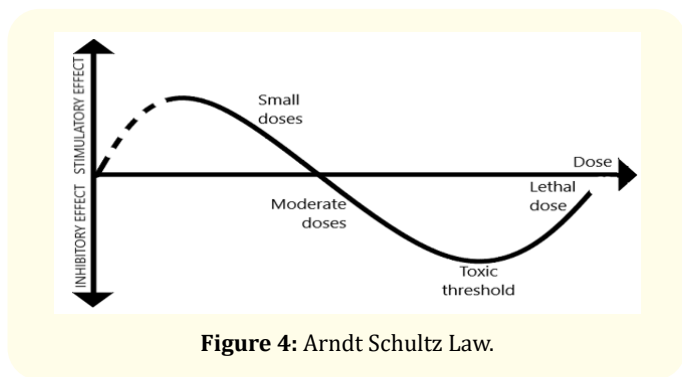 STIMULATORY EFFECT
INHIBITORY EFFECT
Small
doses
Dose
Lethal
dose
Moderate
doses
Toxic
threshold
Figure 4: Arndt Schultz Law.